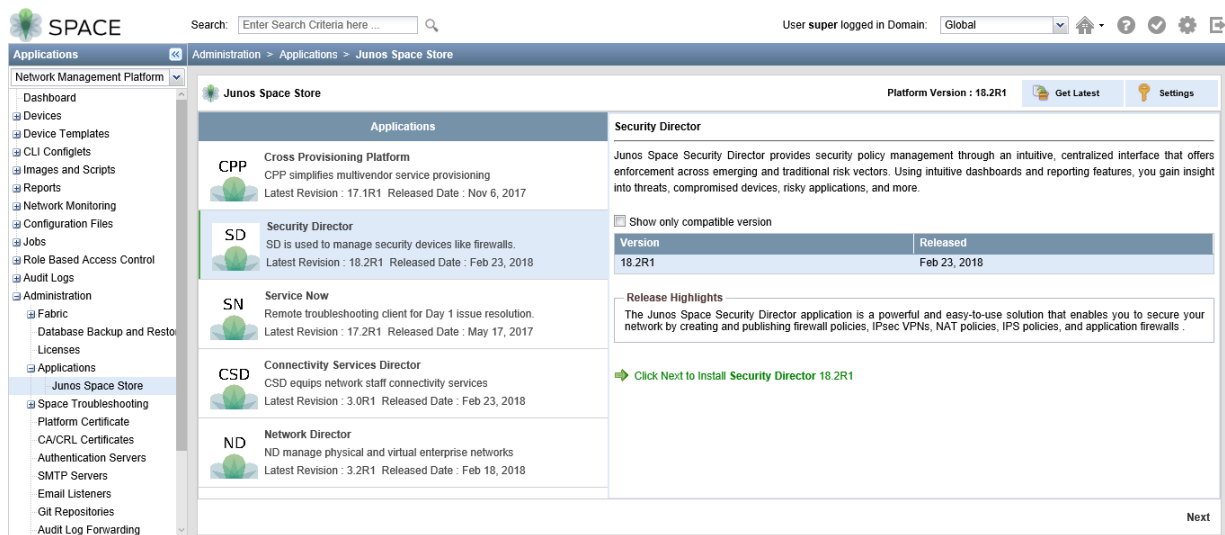 SPACE
Search: Enter Search Criteria here ...
User super logged in Domain: Global
Applications
Administration > Applications > Junos Space Store
Network Management Platform
Dashboard
Devices
Device Templates
CLI Configlets
Images and Scripts
Reports
Network Monitoring
Configuration Files
Jobs
Role Based Access Control
Audit Logs
Administration
Fabric
Database Backup and Resto
Licenses
Applications
Junos Space Store
Space Troubleshooting
Platform Certificate
CA/CRL Certificates
Authentication Servers
SMTP Servers
Email Listeners
Git Repositories
Audit Log Forwarding
Junos Space Store
Platform Version : 18.2R1
Get Latest
Settings
Applications
CPP
Cross Provisioning Platform
CPP simplifies multivendor service provisioning
Latest Revision : 17.1R1 Released Date : Nov 6, 2017
SD
Security Director
SD is used to manage security devices like firewalls.
Latest Revision : 18.2R1 Released Date : Feb 23, 2018
SN
Service Now
Remote troubleshooting client for Day 1 issue resolution.
Latest Revision : 17.2R1 Released Date : May 17, 2017
CSD
Connectivity Services Director
CSD equips network staff connectivity services
Latest Revision : 3.0R1 Released Date : Feb 23, 2018
ND
Network Director
ND manage physical and virtual enterprise networks
Latest Revision : 3.2R1 Released Date : Feb 18, 2018
Security Director
Junos Space Security Director provides security policy management through an intuitive, centralized interface that offers
enforcement across emerging and traditional risk vectors. Using intuitive dashboards and reporting features, you gain insight
into threats, compromised devices, risky applications, and more.
Show only compatible version
Version Released
18.2R1 Feb 23, 2018
Release Highlights
The Junos Space Security Director application is a powerful and easy-to-use solution that enables you to secure your
network by creating and publishing firewall policies, IPsec VPNs, NAT policies, IPS policies, and application firewalls .
Click Next to Install Security Director 18.2R1
Next